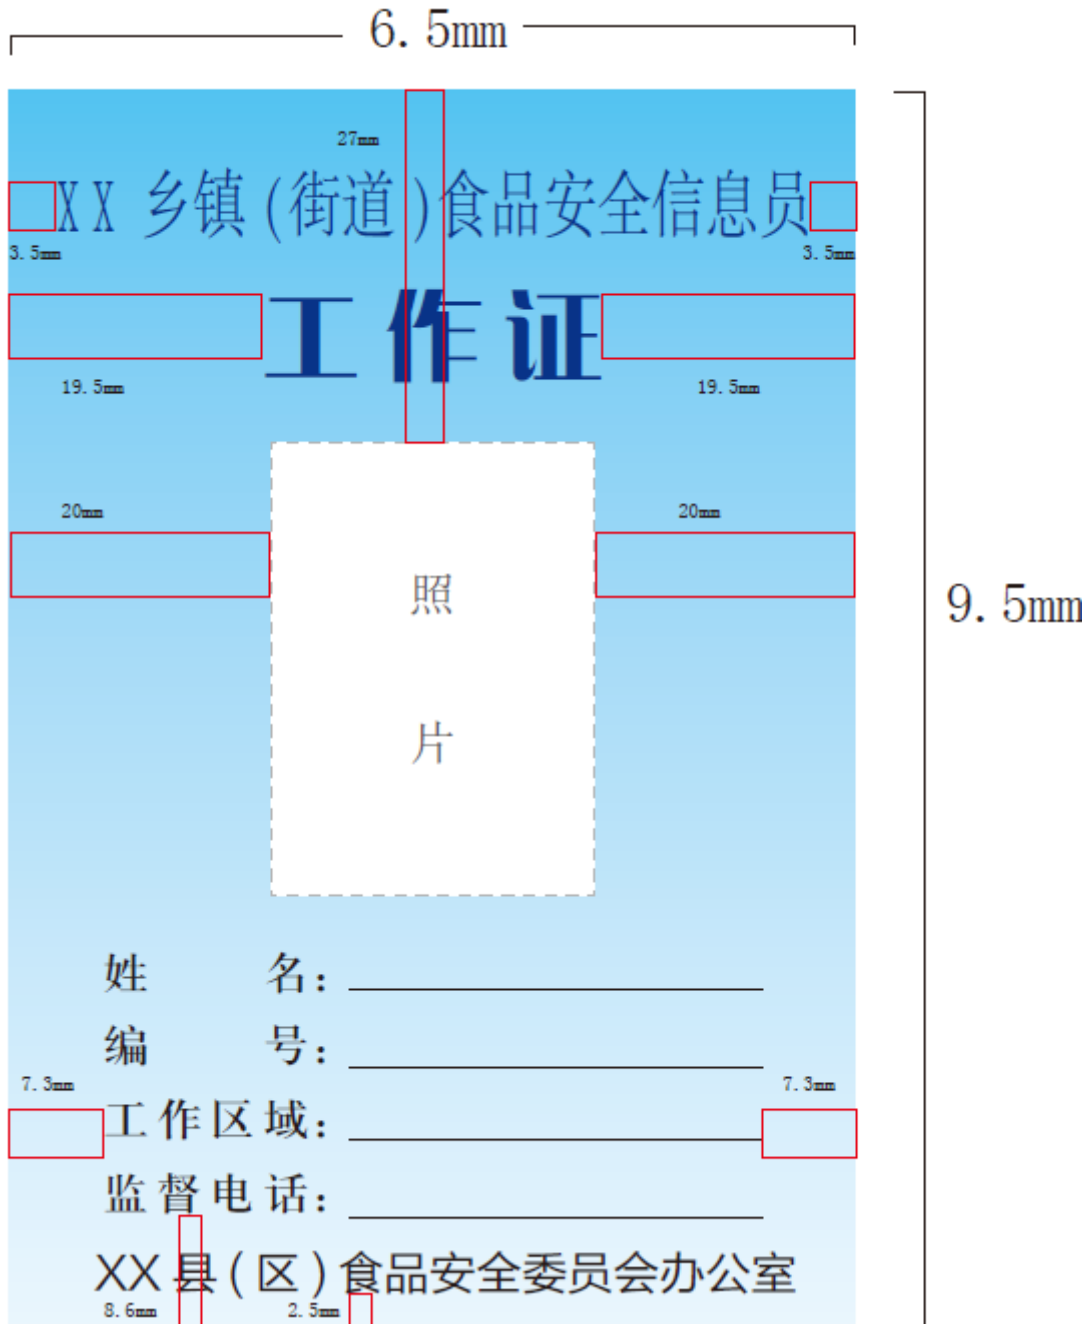 6.5mm
27mm
XX 乡镇(街道)食品安全信息员
3.5mm 3.5mm
工作证
19.5mm 19.5mm
20mm 20mm
照
9.5mm
片
姓 名:
编 号:
7.3mm 7.3mm
工作区域:
监督电话:
XX县(区)食品安全委员会办公室
8.6mm 2.5mm